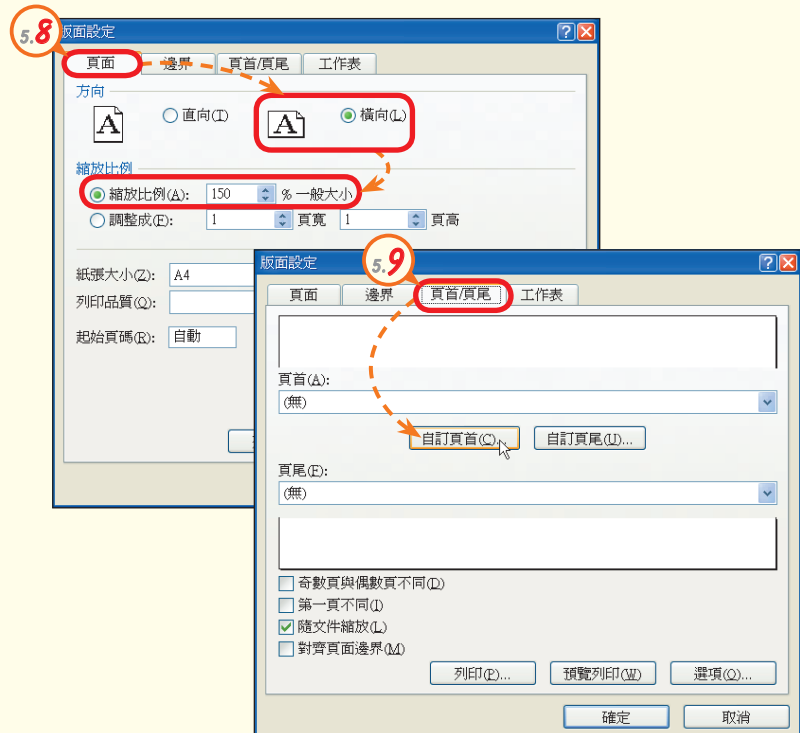 5.8
版面設定
頁面 邊界 頁首/頁尾 工作表
方向
A 直向(T) A 橫向(L)
縮放比例
縮放比例(A): 150 % 一般大小
調整成(F): 1 頁寬 1 頁高
紙張大小(Z): A4
列印品質(Q):
起始頁碼(R): 自動
5.9
版面設定
頁面 邊界 頁首/頁尾 工作表
頁首(A):
(無)
自訂頁首(C)... 自訂頁尾(U)...
頁尾(F):
(無)
奇數頁與偶數頁不同(D)
第一頁不同(I)
隨文件縮放(L)
對齊頁面邊界(M)
列印(P)... 預覽列印(W) 選項(O)...
確定 取消